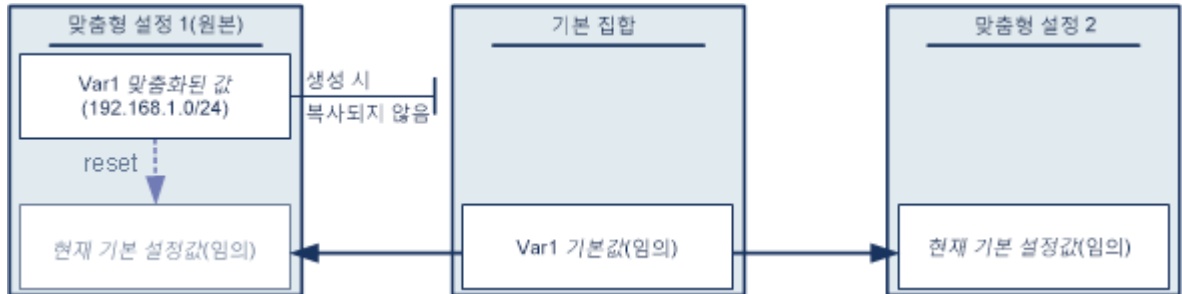 맞춤형 설정 1(원본)
Var1 맞춤화된 값
(192.168.1.0/24)
생성 시
복사되지 않음
reset
현재 기본 설정값(임의)
기본 집합
Var1 기본값(임의)
맞춤형 설정 2
현재 기본 설정값(임의)